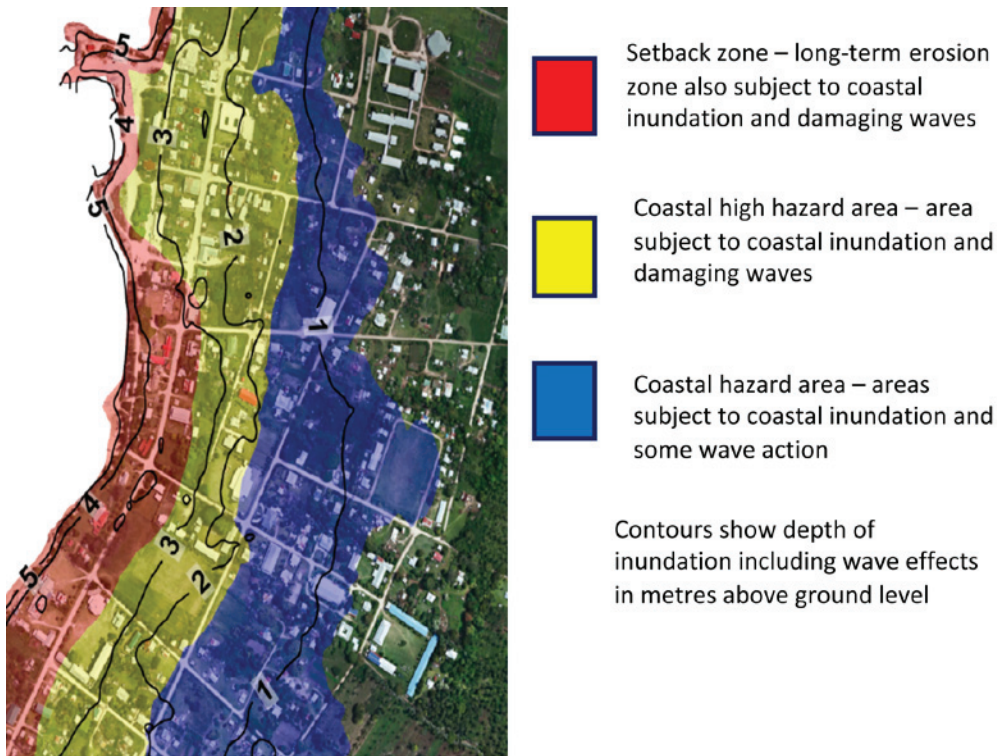 5
4
3
5
2
1
4
5
3
2
1
Setback zone – long-term erosion
zone also subject to coastal
inundation and damaging waves
Coastal high hazard area – area
subject to coastal inundation and
damaging waves
Coastal hazard area – areas
subject to coastal inundation and
some wave action
Contours show depth of
inundation including wave effects
in metres above ground level